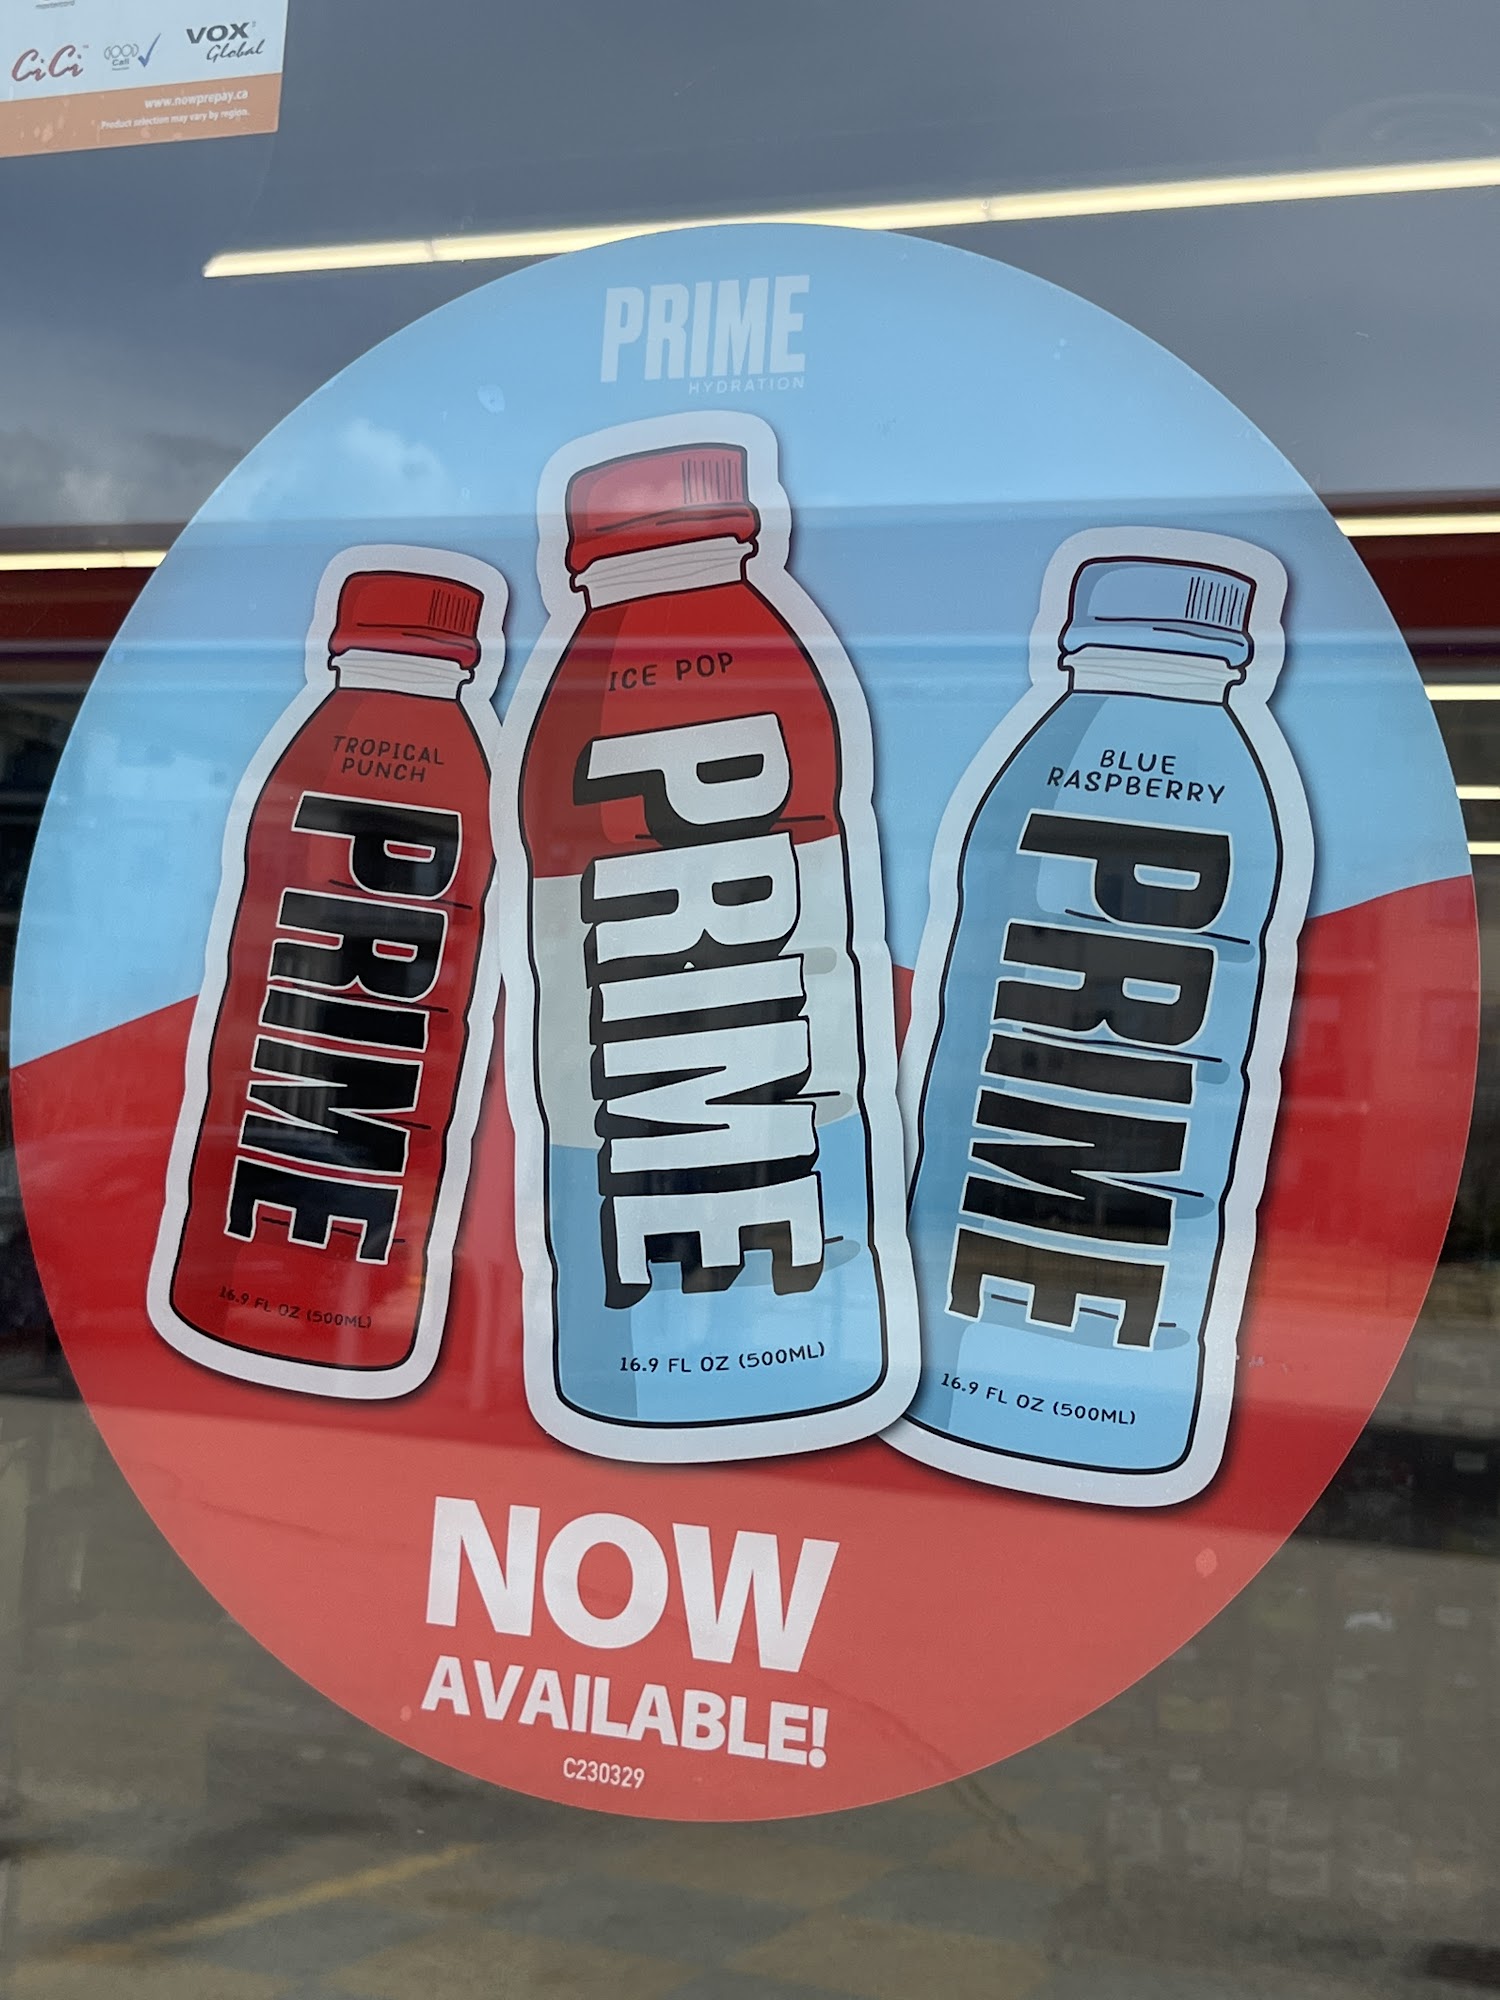 CiCi
GOOD
Call
VOX
Global
www.nowprepay.ca
Product selection may vary by region.
PRIME
HYDRATION
TROPICAL
PUNCH
PRIME
16.9 FL OZ (500ML)
ICE POP
PRIME
16.9 FL OZ (500ML)
BLUE
RASPBERRY
PRIME
16.9 FL OZ (500ML)
NOW
AVAILABLE!
C230329